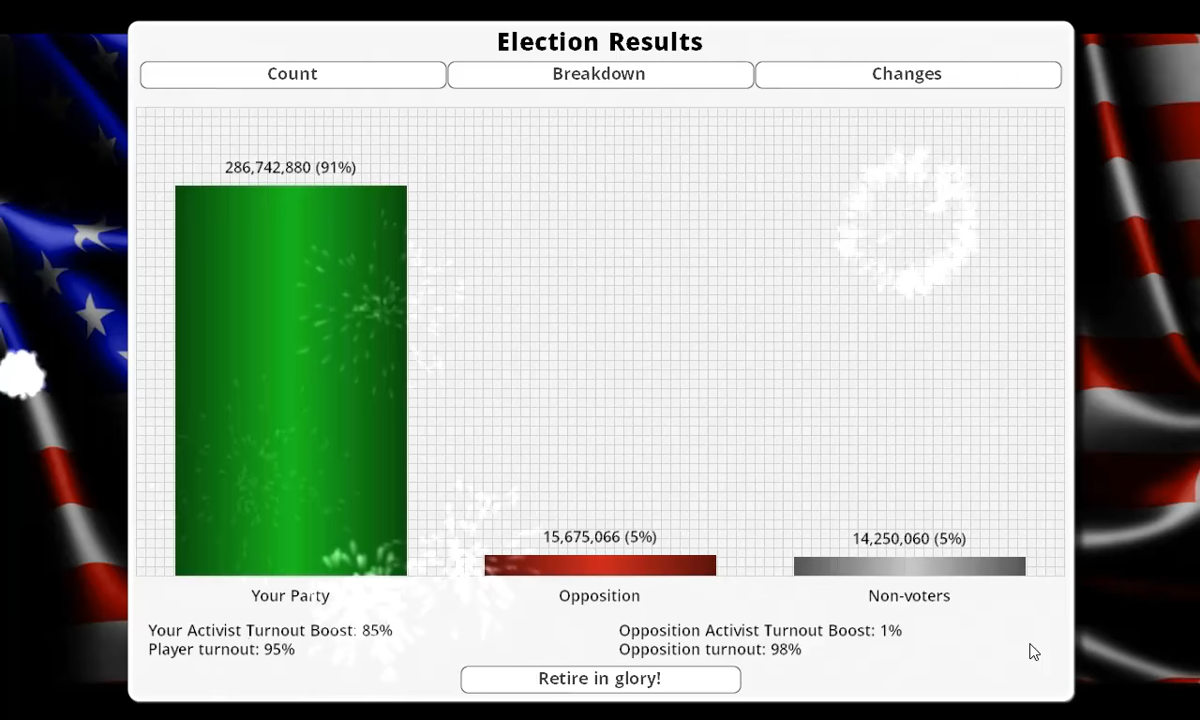 Election Results
Count
Breakdown
Changes
286,742,880 (91%)
15,675,066 (5%)
14,250,060 (5%)
Your Party
Opposition
Non-voters
Your Activist Turnout Boost: 85%
Opposition Activist Turnout Boost: 1%
Player turnout: 95%
Opposition turnout: 98%
Retire in glory!